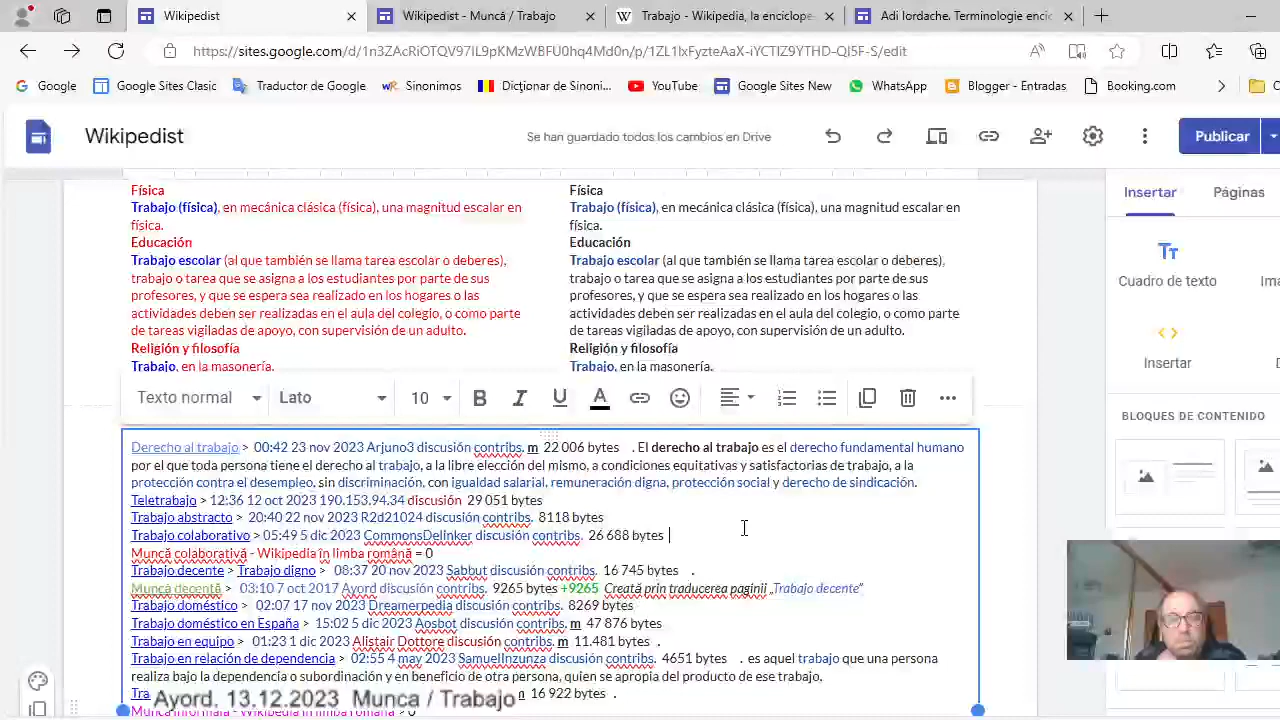 Wikipedist
Wikipedist - Muncă / Trabajo
Trabajo - Wikipedia, la enciclope
Adi Iordache. Terminologie encic
https://sites.google.com/d/1n3ZAcRiOTQV97IL9pKMzWBFU0hq4Md0n/p/1ZL1lxFyzteAaX-iYCTIZ9YTHD-QI5F-S/edit
Google
Google Sites Clasic
Traductor de Google
Sinonimos
Dicţionar de Sinoni...
YouTube
Google Sites New
WhatsApp
Blogger - Entradas
Booking.com
Wikipedist
Se han guardado todos los cambios en Drive
Publicar
Insertar
Páginas
Física
Trabajo (física), en mecánica clásica (física), una magnitud escalar en
física.
Educación
Trabajo escolar (al que también se llama tarea escolar o deberes),
trabajo o tarea que se asigna a los estudiantes por parte de sus
profesores, y que se espera sea realizado en los hogares o las
actividades deben ser realizadas en el aula del colegio, o como parte
de tareas vigiladas de apoyo, con supervisión de un adulto.
Religión y filosofía
Trabajo, en la masonería.
Física
Trabajo (física), en mecánica clásica (física), una magnitud escalar en
física.
Educación
Trabajo escolar (al que también se llama tarea escolar o deberes),
trabajo o tarea que se asigna a los estudiantes por parte de sus
profesores, y que se espera sea realizado en los hogares o las
actividades deben ser realizadas en el aula del colegio, o como parte
de tareas vigiladas de apoyo, con supervisión de un adulto.
Religión y filosofía
Trabajo, en la masonería.
Tт
Cuadro de texto
Imá
Insertar
BLOQUES DE CONTENIDO
Texto normal
Lato
10
B I U A
Derecho al trabajo > 00:42 23 nov 2023 Arjuno3 discusión contribs. m 22 006 bytes . El derecho al trabajo es el derecho fundamental humano
por el que toda persona tiene el derecho al trabajo, a la libre elección del mismo, a condiciones equitativas y satisfactorias de trabajo, a la
protección contra el desempleo, sin discriminación, con igualdad salarial, remuneración digna, protección social y derecho de sindicación.
Teletrabajo > 12:36 12 oct 2023 190.153.94.34 discusión 29 051 bytes
Trabajo abstracto > 20:40 22 nov 2023 R2d21024 discusión contribs. 8118 bytes
Trabajo colaborativo > 05:49 5 dic 2023 CommonsDelinker discusión contribs. 26 688 bytes
Muncă colaborativă - Wikipedia în limba română = 0
Trabajo decente > Trabajo digno > 08:37 20 nov 2023 Sabbut discusión contribs. 16 745 bytes .
Muncă decentă > 03:10 7 oct 2017 Ayord discusión contribs. 9265 bytes +9265 Creată prin traducerea paginii „Trabajo decente”
Trabajo doméstico > 02:07 17 nov 2023 Dreamerpedia discusión contribs. 8269 bytes
Trabajo doméstico en España > 15:02 5 dic 2023 Aosbot discusión contribs. m 47 876 bytes
Trabajo en equipo > 01:23 1 dic 2023 Alistair Dottore discusión contribs. m 11.481 bytes .
Trabajo en relación de dependencia > 02:55 4 may 2023 SamuelInzunza discusión contribs. 4651 bytes . es aquel trabajo que una persona
realiza bajo la dependencia o subordinación y en beneficio de otra persona, quien se apropia del producto de ese trabajo.
Tra
16 922 bytes .
Ayord. 13.12.2023 Munca / Trabajo
Muncă informală - Wikipedia în limba română > 0